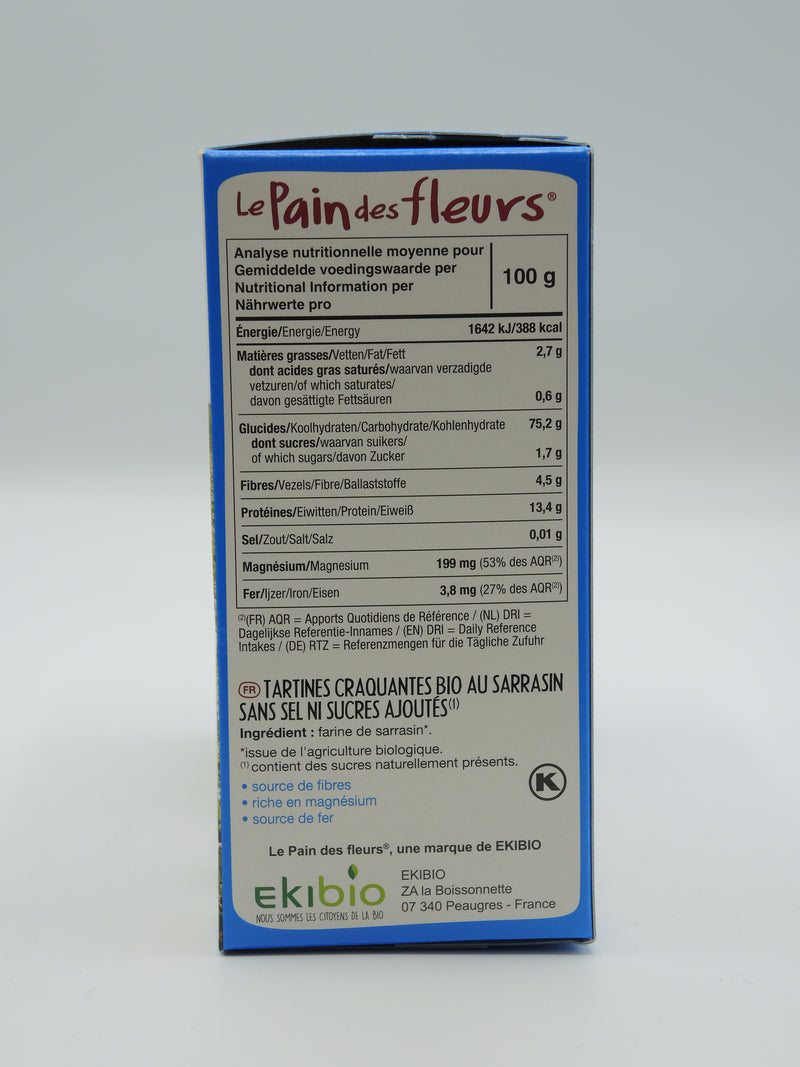 Le Pain des fleurs®
Analyse nutritionnelle moyenne pour
Gemiddelde voedingswaarde per
Nutritional Information per
Nährwerte pro
100 g
Énergie/Energie/Energy 1642 kJ/388 kcal
Matières grasses/Vetten/Fat/Fett 2,7 g
dont acides gras saturés/waarvan verzadigde
vetzuren/of which saturates/
davon gesättigte Fettsäuren 0,6 g
Glucides/Koolhydraten/Carbohydrate/Kohlenhydrate 75,2 g
dont sucres/waarvan suikers/
of which sugars/davon Zucker 1,7 g
Fibres/Vezels/Fibre/Ballaststoffe 4,5 g
Protéines/Eiwitten/Protein/Eiweiß 13,4 g
Sel/Zout/Salt/Salz 0,01 g
Magnésium/Magnesium 199 mg (53% des AQR(2))
Fer/Ijzer/Iron/Eisen 3,8 mg (27% des AQR(2))
(2)(FR) AQR = Apports Quotidiens de Référence / (NL) DRI =
Dagelijkse Referentie-Innames / (EN) DRI = Daily Reference
Intakes / (DE) RTZ = Referenzmengen für die Tägliche Zufuhr
FR TARTINES CRAQUANTES BIO AU SARRASIN
SANS SEL NI SUCRES AJOUTÉS(1)
Ingrédient : farine de sarrasin*.
*issue de l'agriculture biologique.
(1) contient des sucres naturellement présents.
• source de fibres
• riche en magnésium
• source de fer
K
Le Pain des fleurs®, une marque de EKIBIO
Ekibio
NOUS SOMMES LES CITOYENS DE LA BIO
EKIBIO
ZA la Boissonnette
07 340 Peaugres - France